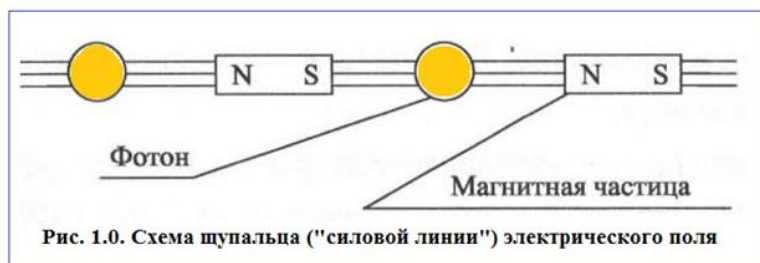 N S N S
Фотон
Магнитная частица
Рис. 1.0. Схема щупальца ("силовой линии") электрического поля